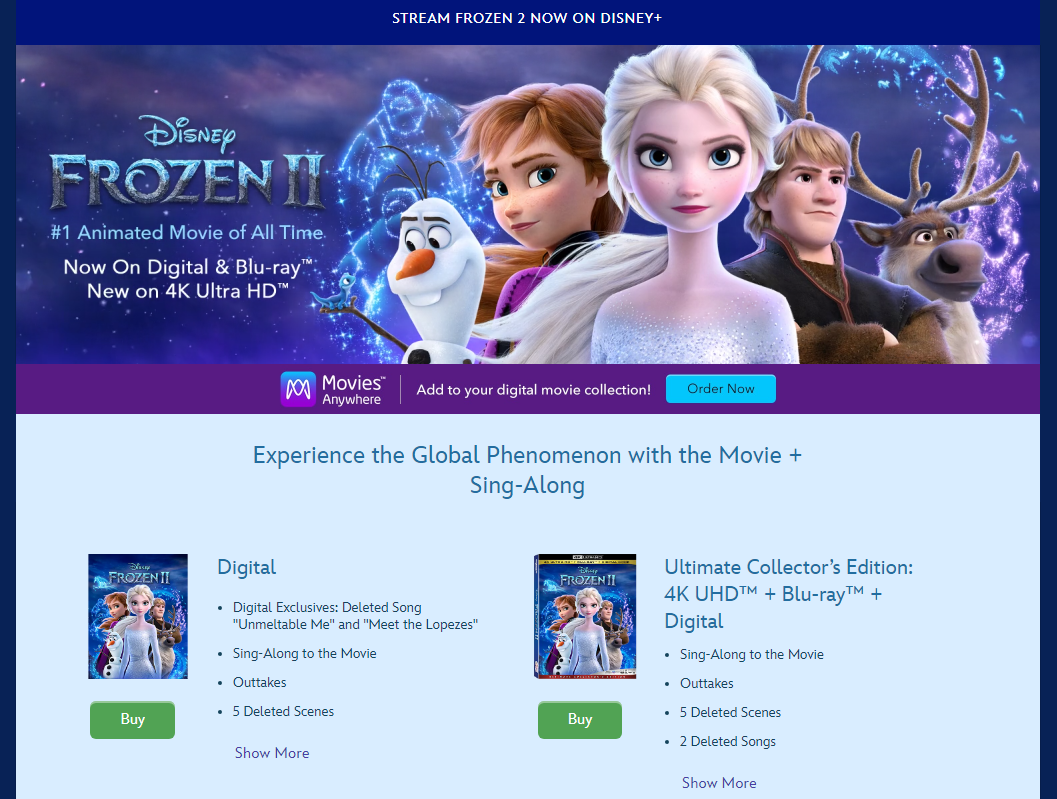 STREAM FROZEN 2 NOW ON DISNEY+
Disney
FROZEN II
#1 Animated Movie of All Time
Now On Digital & Blu-ray™
New on 4K Ultra HD™
Movies™
Anywhere
Add to your digital movie collection!
Order Now
Experience the Global Phenomenon with the Movie +
Sing-Along
Disney
FROZEN II
Buy
Digital
• Digital Exclusives: Deleted Song
"Unmeltable Me" and "Meet the Lopezes"
• Sing-Along to the Movie
• Outtakes
• 5 Deleted Scenes
Show More
Disney
FROZEN II
Buy
Ultimate Collector’s Edition:
4K UHD™ + Blu-ray™ +
Digital
• Sing-Along to the Movie
• Outtakes
• 5 Deleted Scenes
• 2 Deleted Songs
Show More